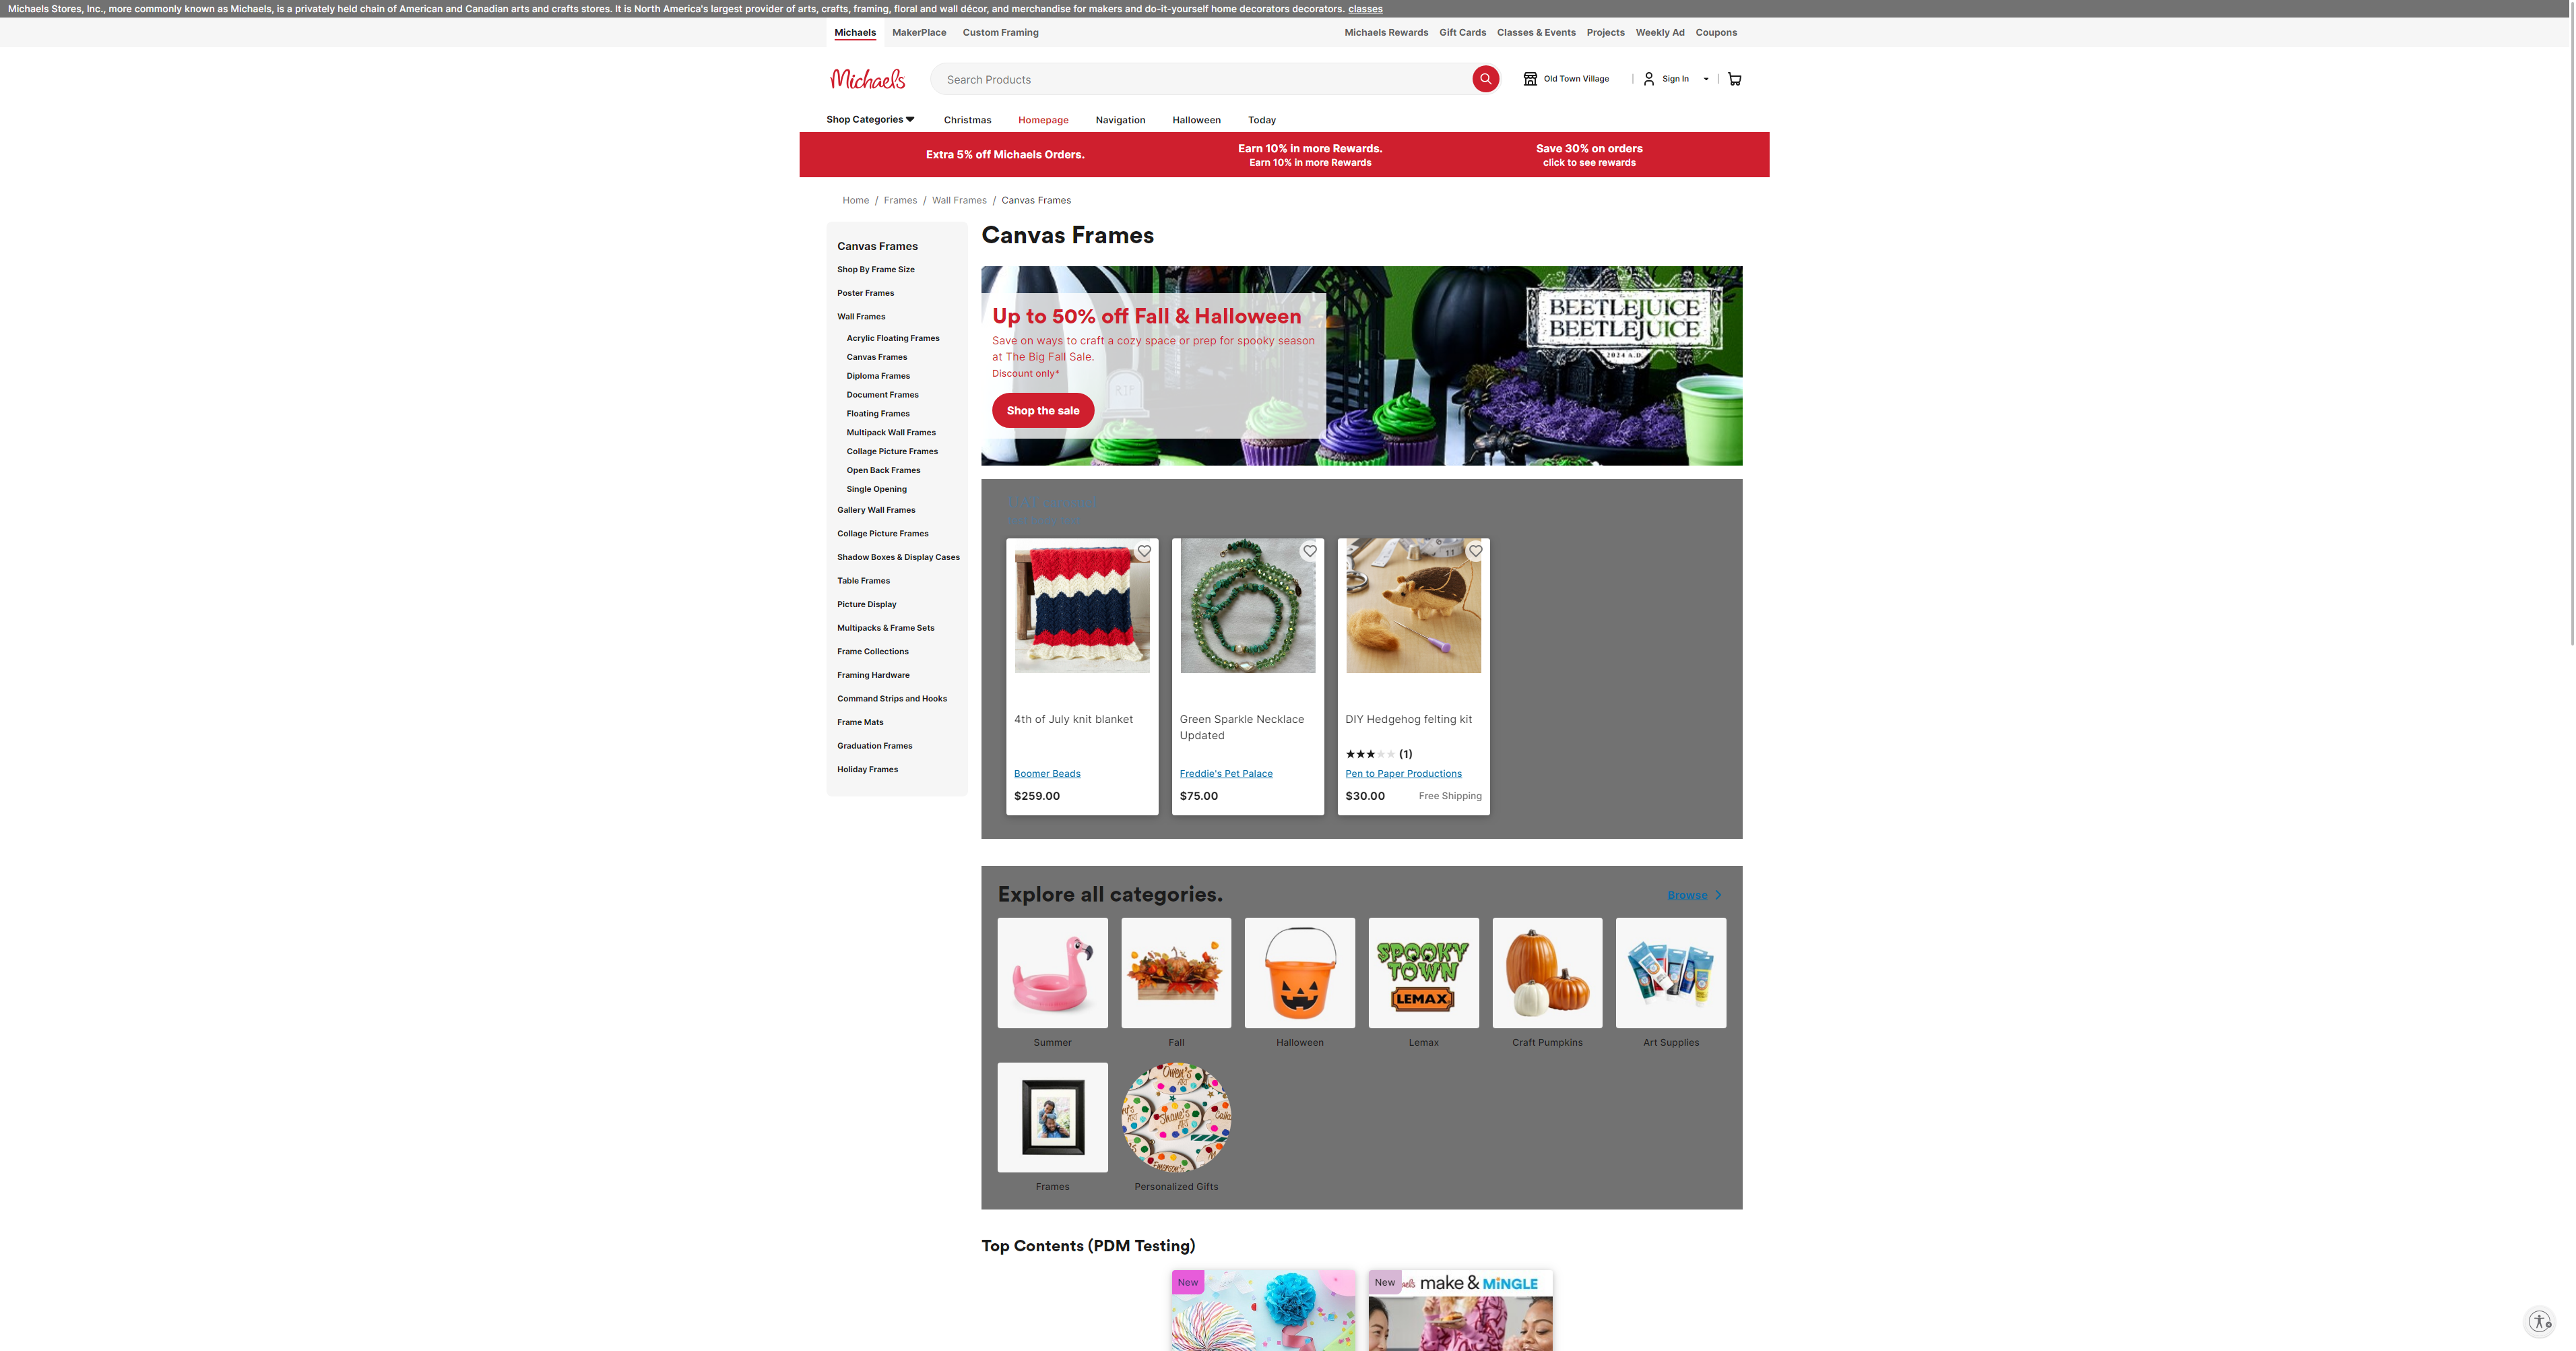 Michaels Stores, Inc., more commonly known as Michaels, is a privately held chain of American and Canadian arts and crafts stores. It is North America's largest provider of arts, crafts, framing, floral and wall décor, and merchandise for makers and do-it-yourself home decorators decorators. classes
Michaels MakerPlace Custom Framing Michaels Rewards Gift Cards Classes & Events Projects Weekly Ad Coupons
Michaels Search Products Old Town Village | Sign In |
Shop Categories Christmas Homepage Navigation Halloween Today
Extra 5% off Michaels Orders.
Earn 10% in more Rewards.
Earn 10% in more Rewards
Save 30% on orders
click to see rewards
Home / Frames / Wall Frames / Canvas Frames
Canvas Frames
Shop By Frame Size
Poster Frames
Wall Frames
Acrylic Floating Frames
Canvas Frames
Diploma Frames
Document Frames
Floating Frames
Multipack Wall Frames
Collage Picture Frames
Open Back Frames
Single Opening
Gallery Wall Frames
Collage Picture Frames
Shadow Boxes & Display Cases
Table Frames
Picture Display
Multipacks & Frame Sets
Frame Collections
Framing Hardware
Command Strips and Hooks
Frame Mats
Graduation Frames
Holiday Frames
Canvas Frames
Up to 50% off Fall & Halloween
Save on ways to craft a cozy space or prep for spooky season
at The Big Fall Sale.
Discount only*
Shop the sale
RIP
BEETLEJUICE
BEETLEJUICE
2024 A.D.
4th of July knit blanket
Boomer Beads
$259.00
Green Sparkle Necklace
Updated
Freddie's Pet Palace
$75.00
DIY Hedgehog felting kit
(1)
Pen to Paper Productions
$30.00 Free Shipping
Explore all categories.
Browse
SPOOKY
TOWN
LEMAX
Summer Fall Halloween Lemax Craft Pumpkins Art Supplies
Owen's
ART
Shane's
ART
Frames Personalized Gifts
Top Contents (PDM Testing)
New
New
make & MiNGLE